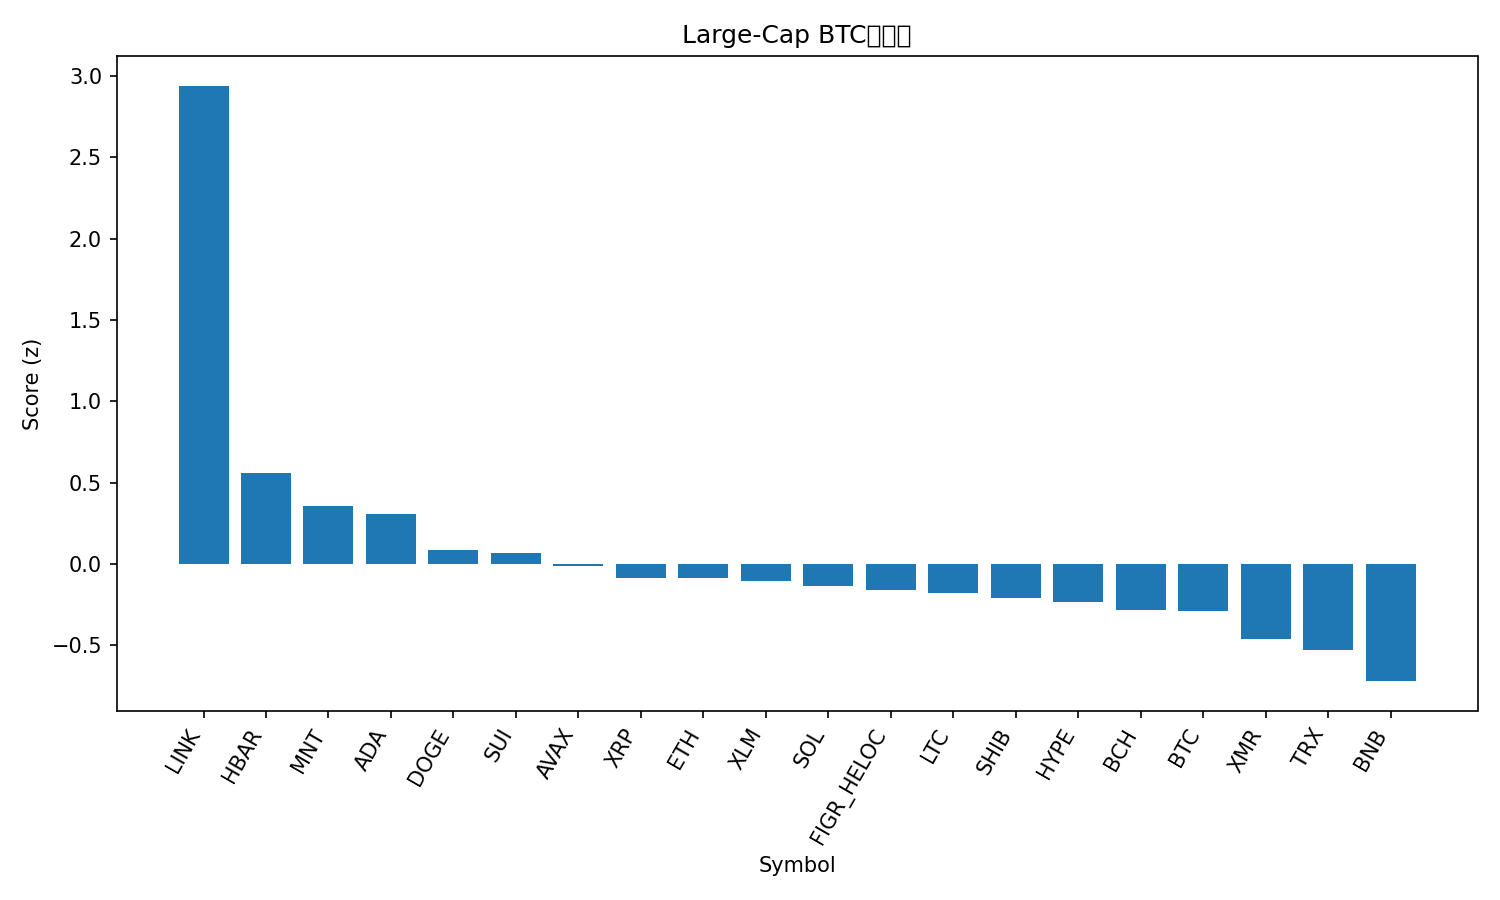 Large-Cap BTC
3.0
2.5
2.0
1.5
1.0
0.5
0.0
−0.5
Score (z)
LINK
HBAR
MNT
ADA
DOGE
SUI
AVAX
XRP
ETH
XLM
SOL
FIGR_HELOC
LTC
SHIB
HYPE
BCH
BTC
XMR
TRX
BNB
Symbol